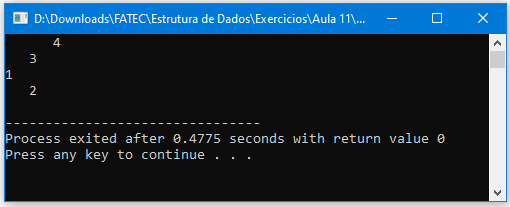 D:\Downloads\FATEC\Estrutura de Dados\Exercicios\Aula 11\...
4
3
1
2
--------------------------------
Process exited after 0.4775 seconds with return value 0
Press any key to continue . . .